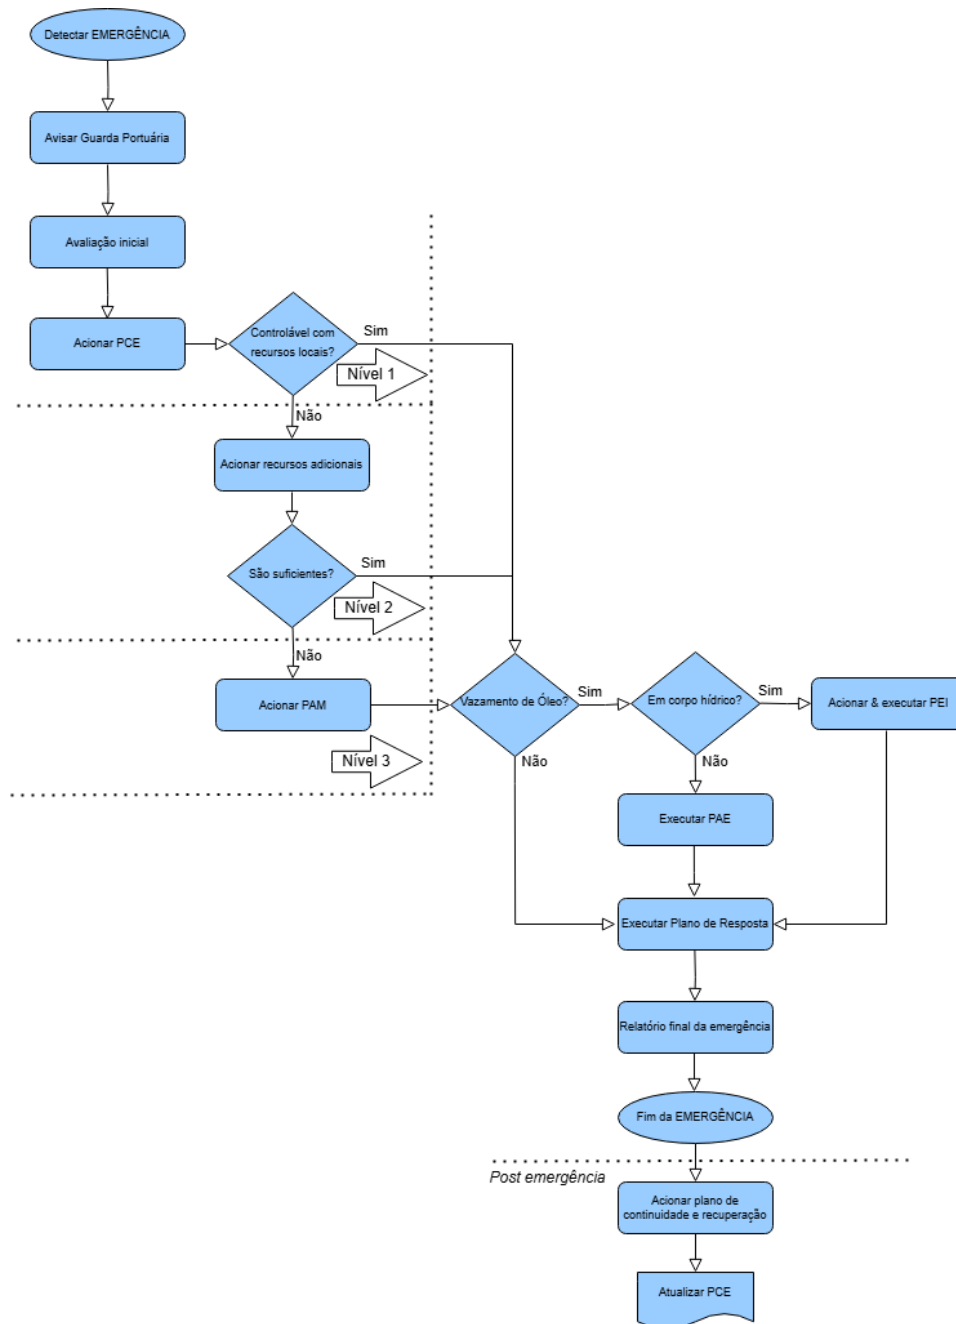 Detectar EMERGÊNCIA
Avisar Guarda Portuária
Avaliação inicial
Acionar PCE
Controlável com
recursos locais?
Sim
Nível 1
Não
Acionar recursos adicionais
São suficientes?
Sim
Nível 2
Não
Acionar PAM
Nível 3
Vazamento de Óleo?
Sim
Não
Em corpo hídrico?
Sim
Não
Acionar & executar PEI
Executar PAE
Executar Plano de Resposta
Relatório final da emergência
Fim da EMERGÊNCIA
Post emergência
Acionar plano de
continuidade e recuperação
Atualizar PCE